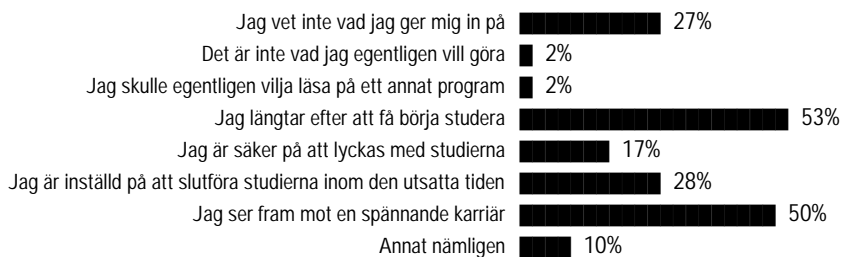 Jag vet inte vad jag ger mig in på 27%
Det är inte vad jag egentligen vill göra 2%
Jag skulle egentligen vilja läsa på ett annat program 2%
Jag längtar efter att få börja studera 53%
Jag är säker på att lyckas med studierna 17%
Jag är inställd på att slutföra studierna inom den utsatta tiden 28%
Jag ser fram mot en spännande karriär 50%
Annat nämligen 10%